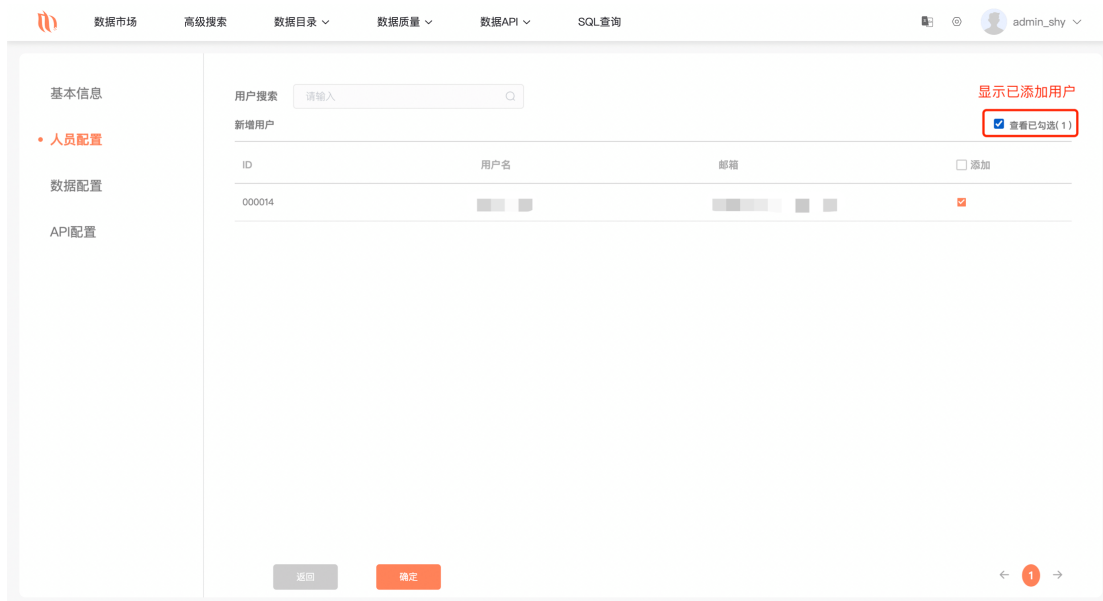 数据市场 高级搜索 数据目录 数据质量 数据API SQL查询 admin_shy
基本信息
人员配置
数据配置
API配置
用户搜索 请输入
显示已添加用户
新增用户 查看已勾选(1)
ID 用户名 邮箱 添加
000014
返回 确定 1